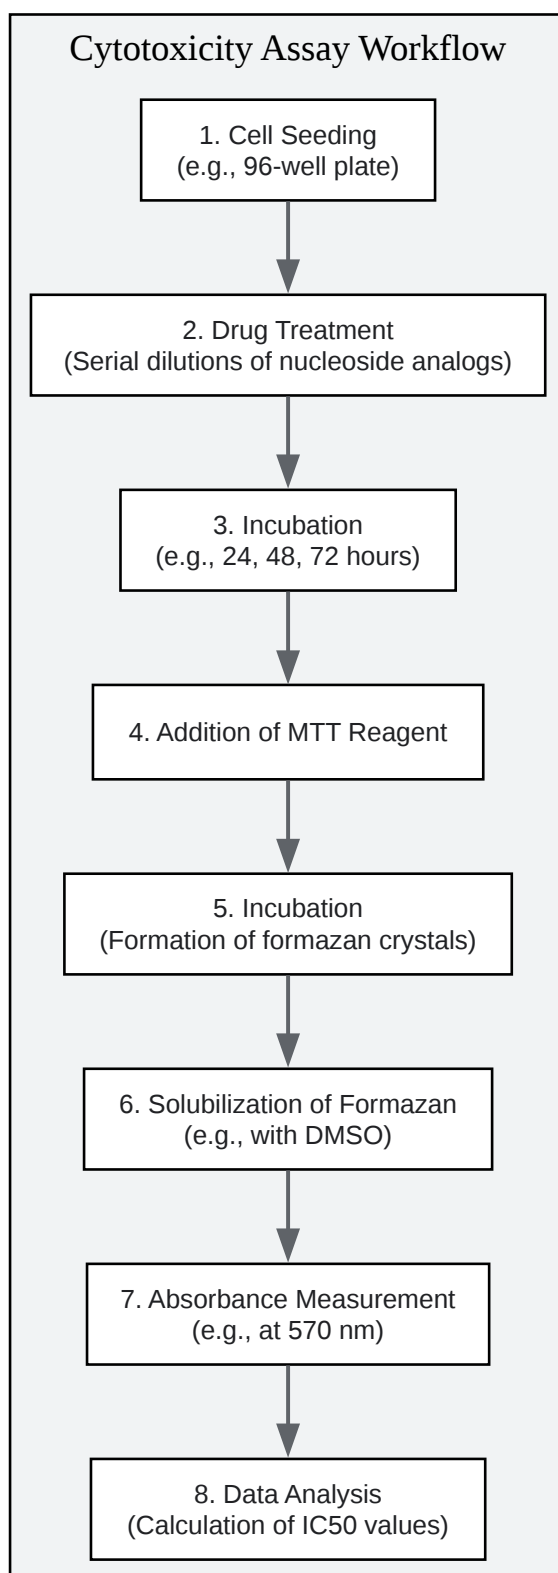 Cytotoxicity Assay Workflow
1. Cell Seeding
(e.g., 96-well plate)
2. Drug Treatment
(Serial dilutions of nucleoside analogs)
3. Incubation
(e.g., 24, 48, 72 hours)
4. Addition of MTT Reagent
5. Incubation
(Formation of formazan crystals)
6. Solubilization of Formazan
(e.g., with DMSO)
7. Absorbance Measurement
(e.g., at 570 nm)
8. Data Analysis
(Calculation of IC50 values)